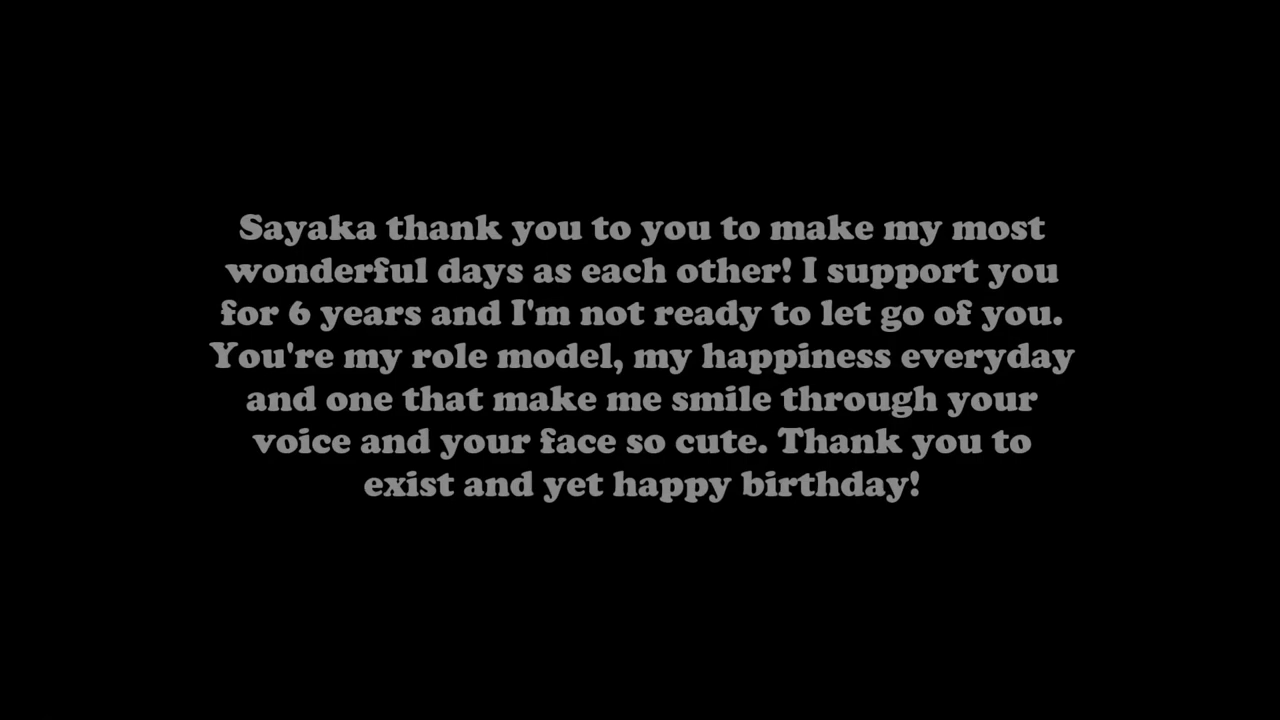 Sayaka thank you to you to make my most
wonderful days as each other! I support you
for 6 years and I'm not ready to let go of you.
You're my role model, my happiness everyday
and one that make me smile through your
voice and your face so cute. Thank you to
exist and yet happy birthday!